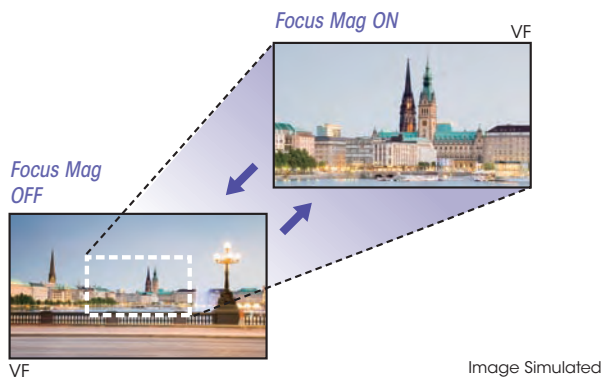 Focus Mag ON
VF
Focus Mag
OFF
VF
Image Simulated